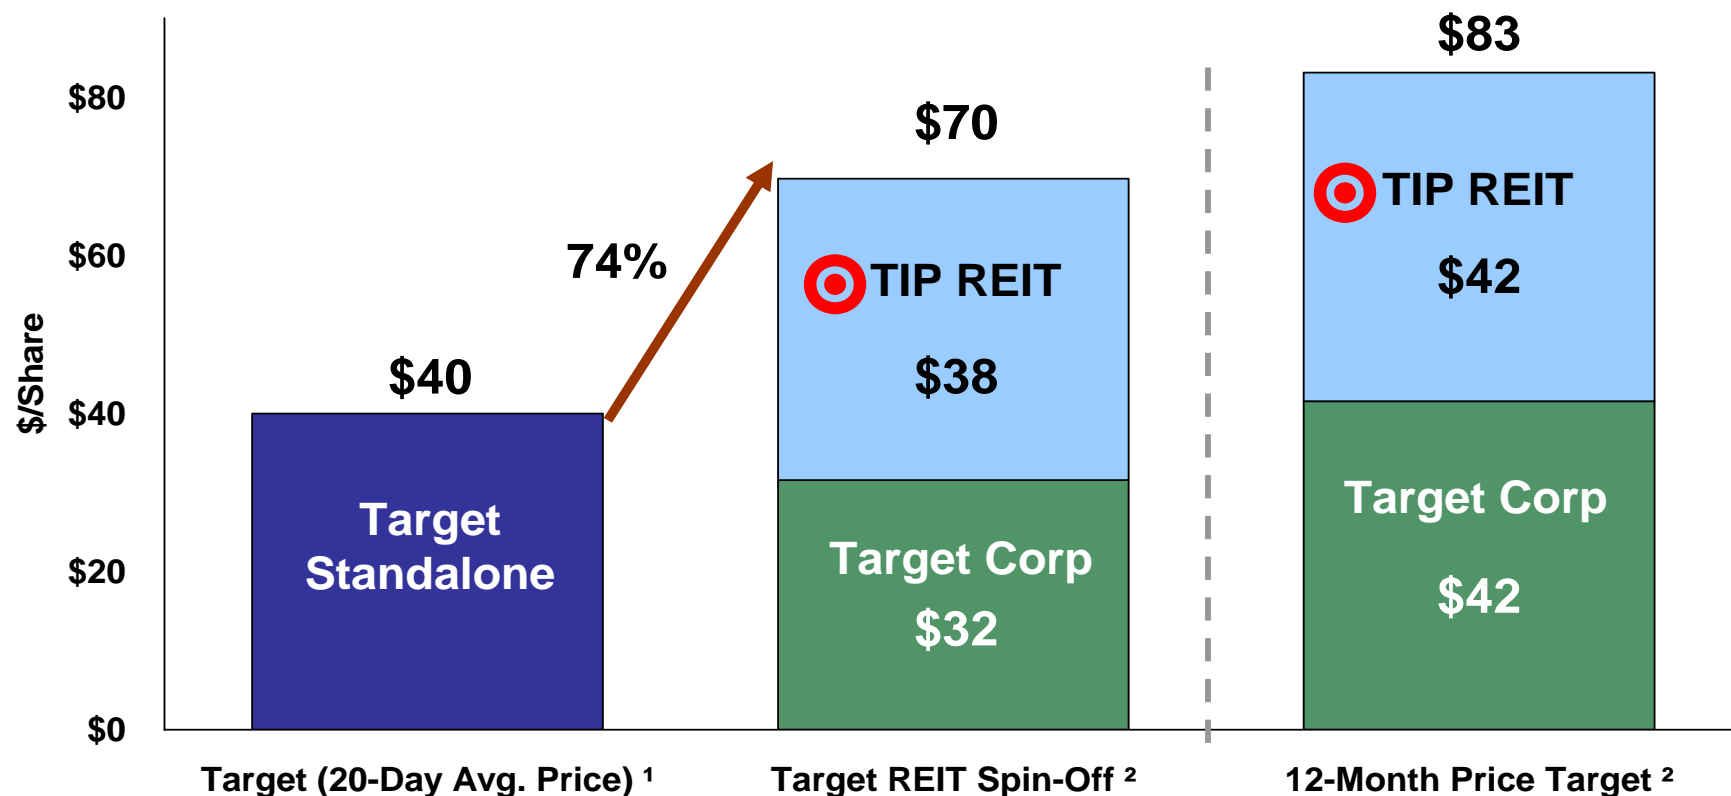 $/Share
$80
$60
$40
$20
$0
$40
Target
Standalone
74%
$70
TIP REIT
$38
Target Corp
$32
$83
TIP REIT
$42
Target Corp
$42
Target (20-Day Avg. Price) ¹
Target REIT Spin-Off ²
12-Month Price Target ²